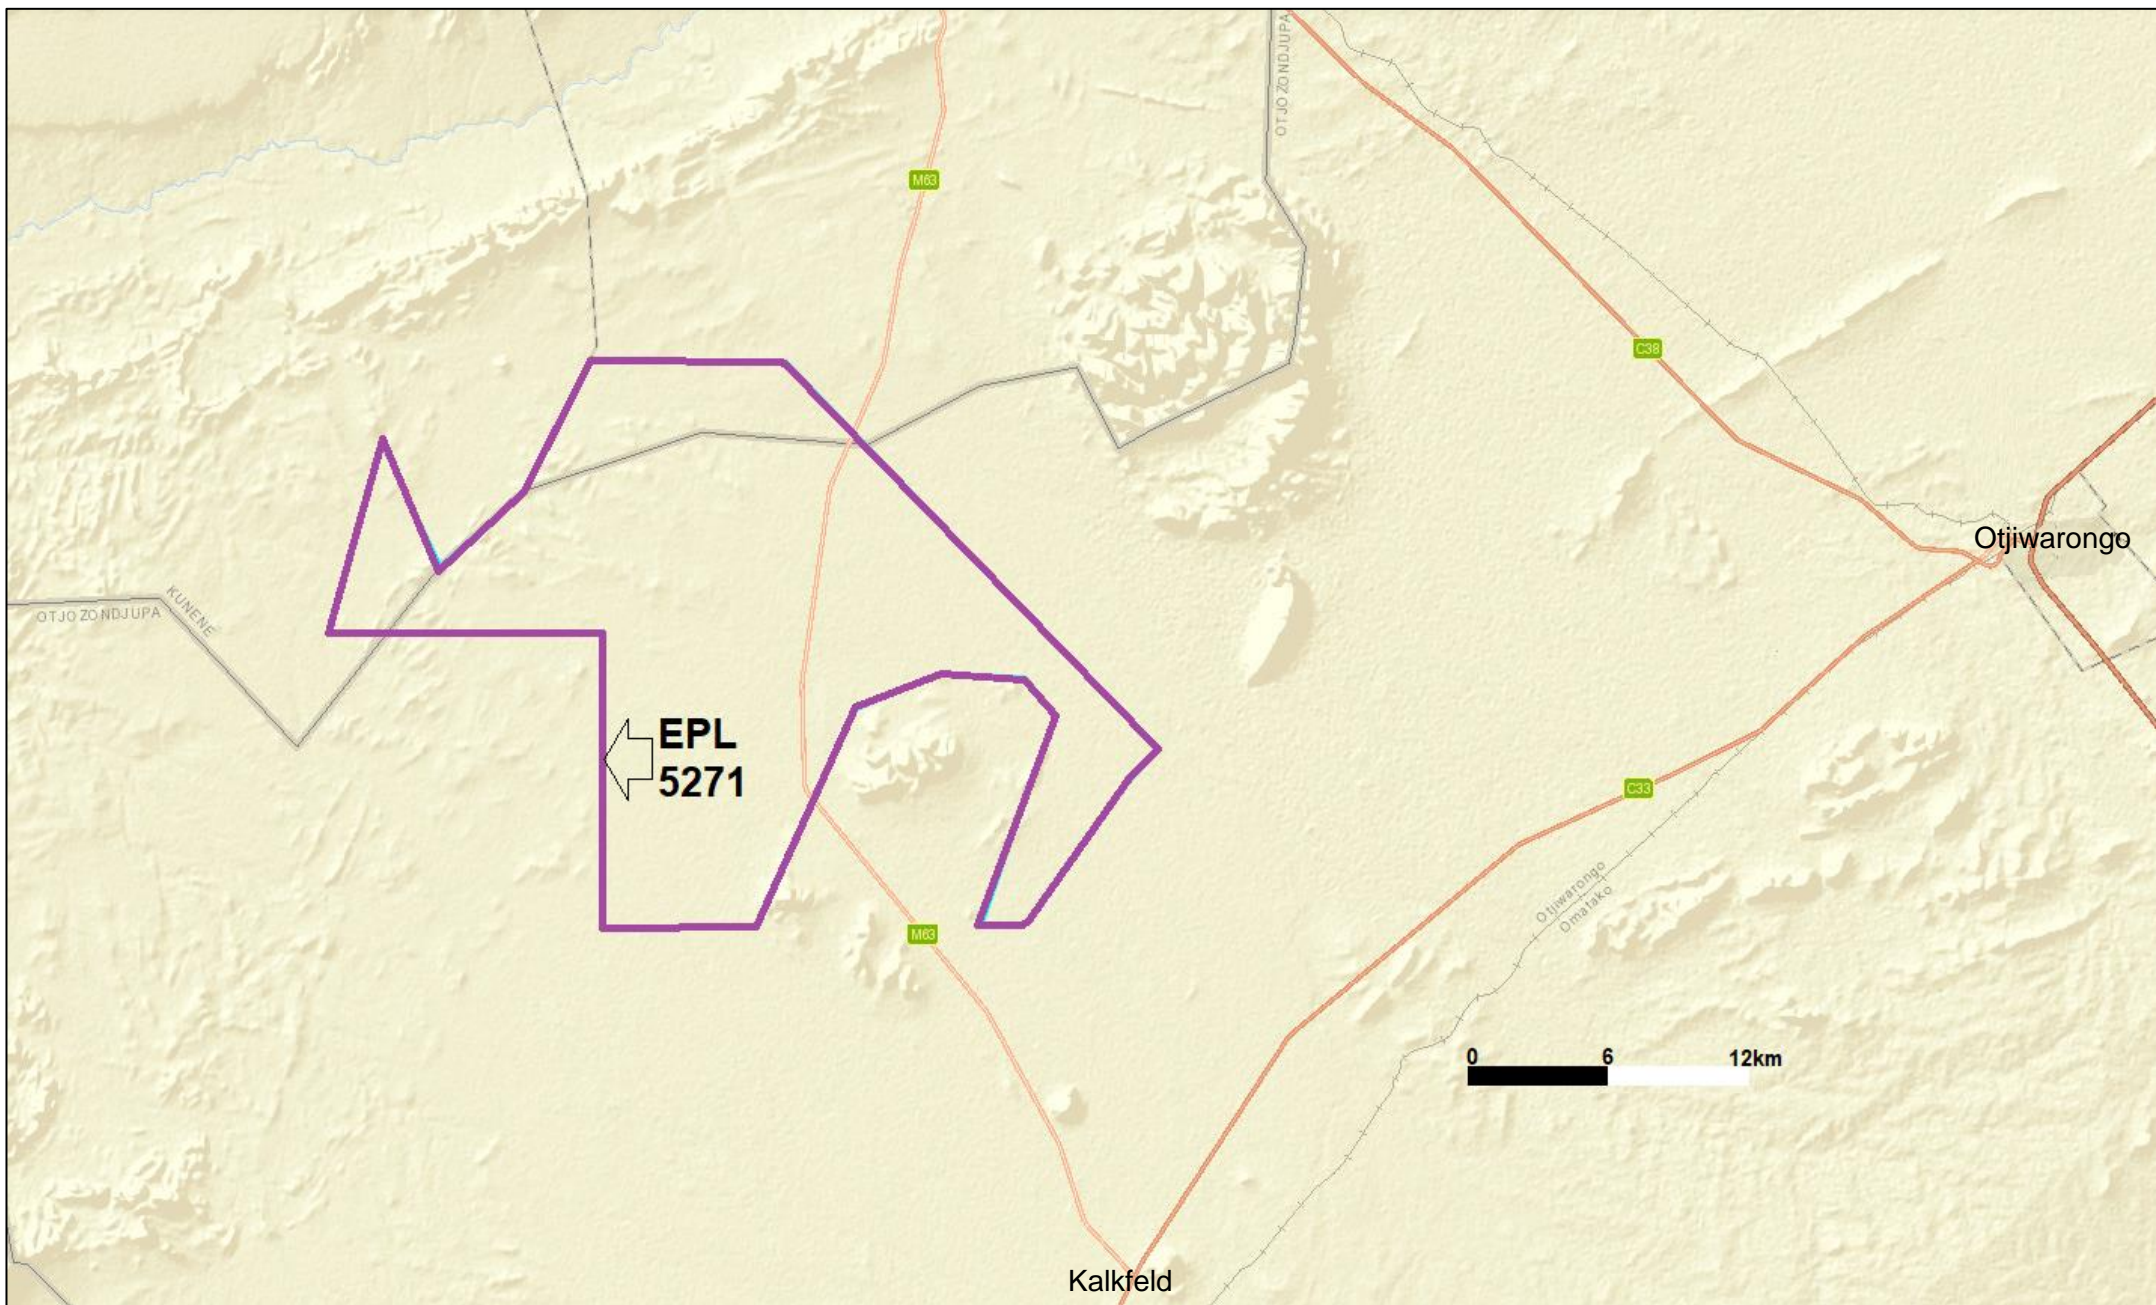 OTJOZONDJUPA
M63
C38
Otjiwarongo
KUNENE
OTJOZONDJUPA
EPL
5271
C33
Otjiwarongo
Omatako
M63
0 6 12km
Kalkfeld